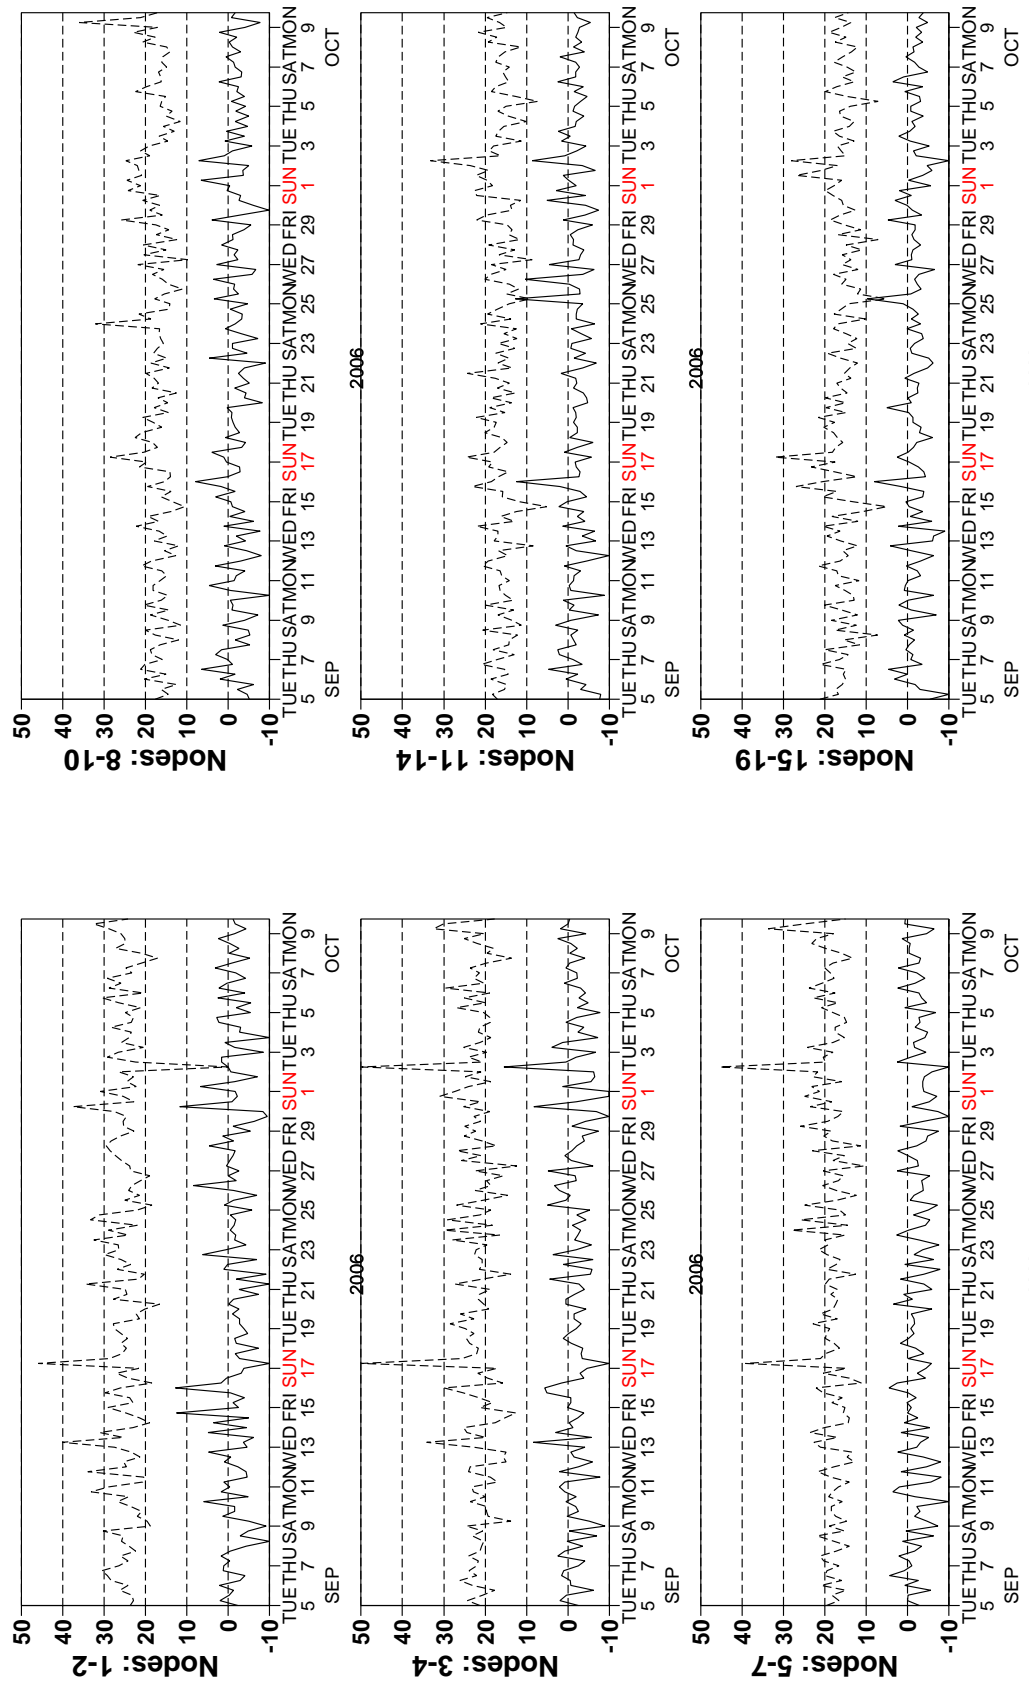 Nodes: 1-2
50
40
30
20
10
0
-10
TUE THU SAT MON WED FRI SUN TUE THU SAT MON WED FRI SUN TUE THU SAT MON
5 7 9 11 13 15 17 19 21 23 25 27 29 1 3 5 7 9
SEP OCT
2006
Nodes: 3-4
50
40
30
20
10
0
-10
TUE THU SAT MON WED FRI SUN TUE THU SAT MON WED FRI SUN TUE THU SAT MON
5 7 9 11 13 15 17 19 21 23 25 27 29 1 3 5 7 9
SEP OCT
2006
Nodes: 5-7
50
40
30
20
10
0
-10
TUE THU SAT MON WED FRI SUN TUE THU SAT MON WED FRI SUN TUE THU SAT MON
5 7 9 11 13 15 17 19 21 23 25 27 29 1 3 5 7 9
SEP OCT
Nodes: 8-10
50
40
30
20
10
0
-10
TUE THU SAT MON WED FRI SUN TUE THU SAT MON WED FRI SUN TUE THU SAT MON
5 7 9 11 13 15 17 19 21 23 25 27 29 1 3 5 7 9
SEP OCT
2006
Nodes: 11-14
50
40
30
20
10
0
-10
TUE THU SAT MON WED FRI SUN TUE THU SAT MON WED FRI SUN TUE THU SAT MON
5 7 9 11 13 15 17 19 21 23 25 27 29 1 3 5 7 9
SEP OCT
2006
Nodes: 15-19
50
40
30
20
10
0
-10
TUE THU SAT MON WED FRI SUN TUE THU SAT MON WED FRI SUN TUE THU SAT MON
5 7 9 11 13 15 17 19 21 23 25 27 29 1 3 5 7 9
SEP OCT